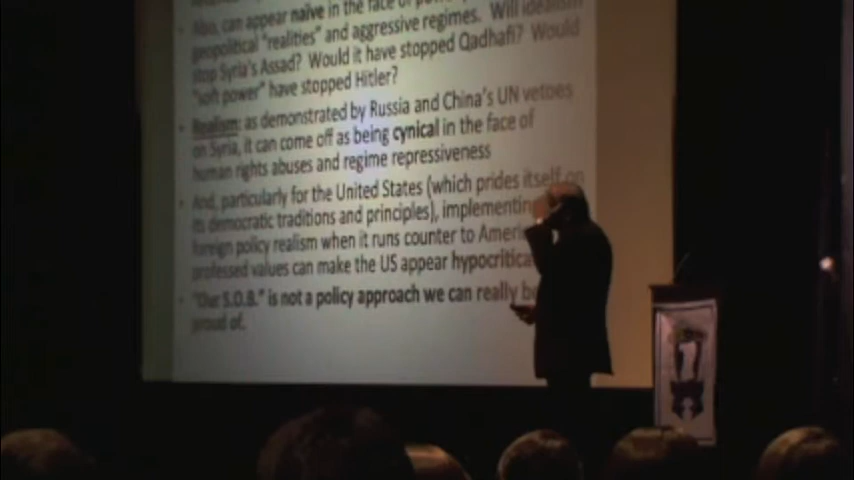 Also, can appear naïve in the face of
geopolitical "realities" and aggressive regimes. Will idealism
stop Syria's Assad? Would it have stopped Qadhafi? Would
"soft power" have stopped Hitler?
Realism: as demonstrated by Russia and China's UN vetoes
on Syria, it can come off as being cynical in the face of
human rights abuses and regime repressiveness
And, particularly for the United States (which prides itself on
its democratic traditions and principles), implementing
foreign policy realism when it runs counter to
professed values can make the US appear hypocritical
"Our S.O.B." is not a policy approach we can really
proud of.